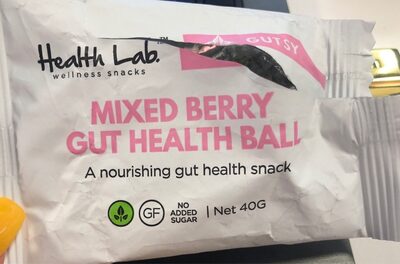 Health Lab.™
wellness snacks
GUTSY
MIXED BERRY
GUT HEALTH BALL
A nourishing gut health snack
GF
NO
ADDED
SUGAR
| Net 40G